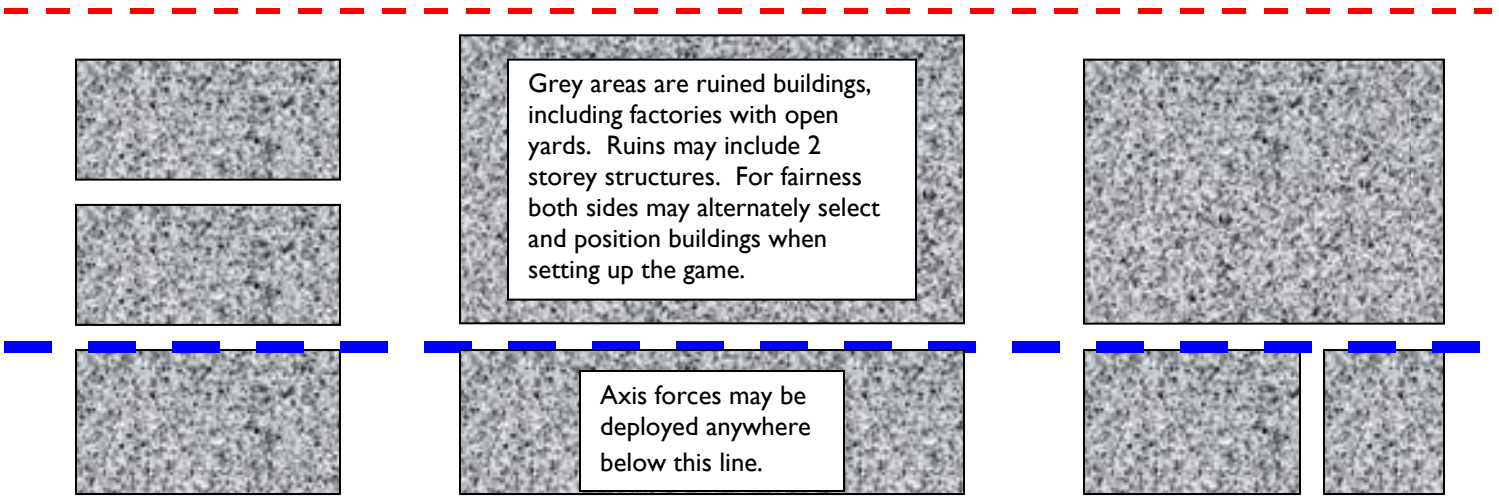 Grey areas are ruined buildings,
including factories with open
yards.  Ruins may include 2
storey structures.  For fairness
both sides may alternately select
and position buildings when
setting up the game.
Axis forces may be
deployed anywhere
below this line.